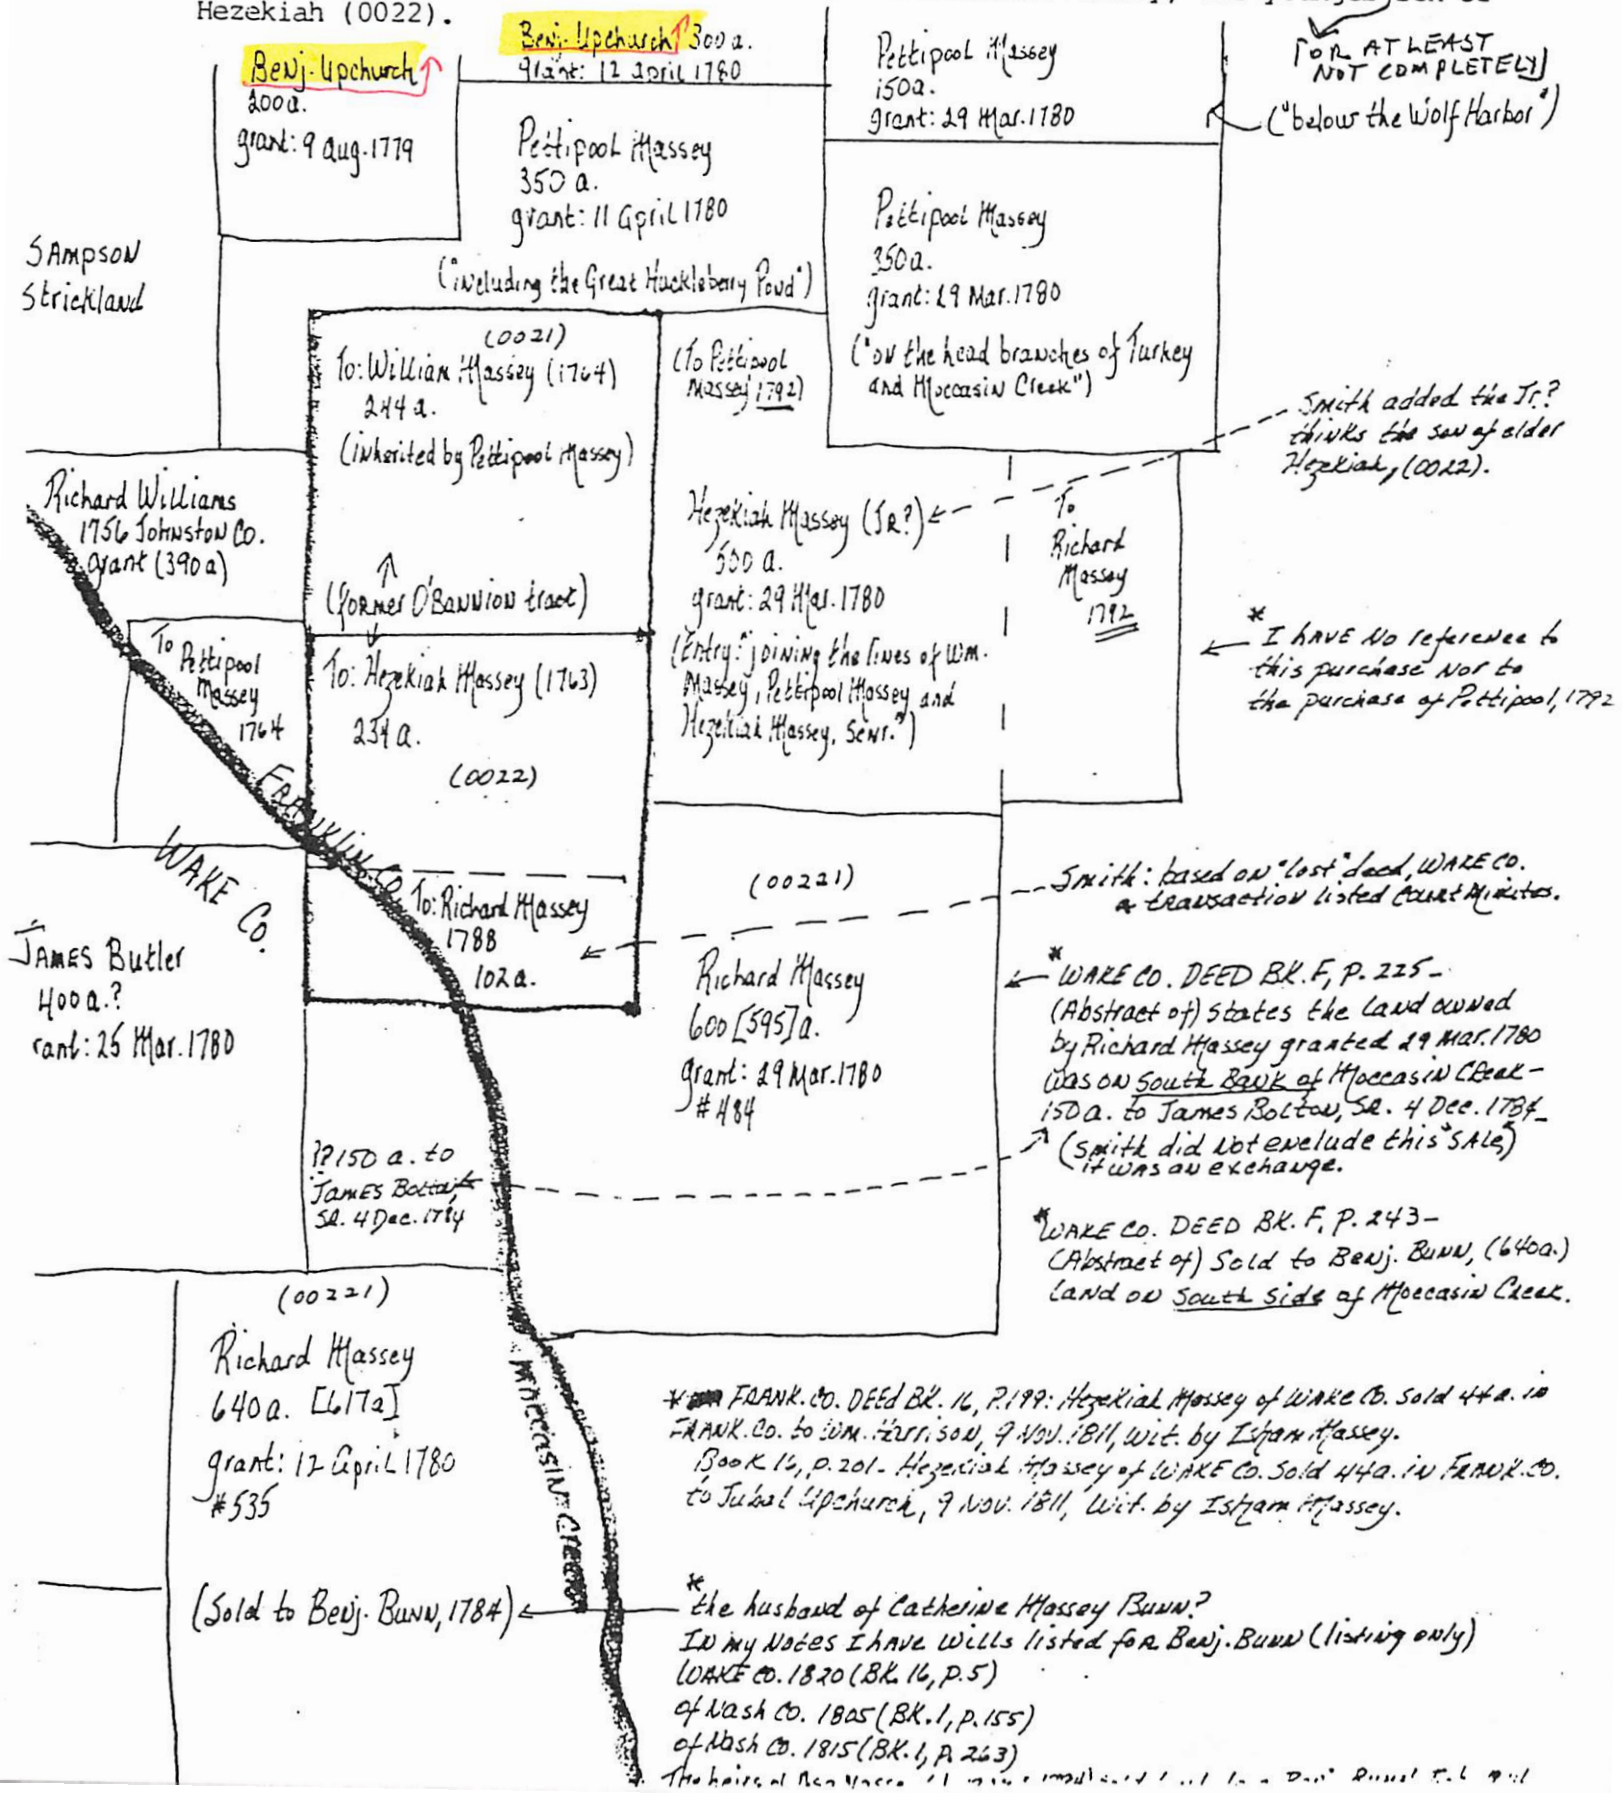 Hezekiah (0022).
[OR AT LEAST
NOT COMPLETELY]
("below the Wolf Harbor")
Benj. Upchurch
200a.
grant: 9 Aug. 1779
Benj. Upchurch 300a.
grant: 12 April 1780
Pettipool Massey
350a.
grant: 11 April 1780
("including the Great Huckleberry Pond")
Pettipool Massey
150a.
grant: 29 Mar. 1780
Pettipool Massey
350a.
grant: 29 Mar. 1780
("on the head branches of Turkey
and Moccasin Creek")
Sampson
Strickland
(0021)
To: William Massey (1764)
244a.
(inherited by Pettipool Massey)
(former O'Bannion tract)
(To Pettipool
Massey 1792)
Smith added the Jr.?
thinks the son of elder
Hezekiah, (0022).
Richard Williams
1756 Johnston Co.
grant (390a)
Hezekiah Massey (Jr?)
500a.
grant: 29 Mar. 1780
(Entry: "joining the lines of Wm.
Massey, Pettipool Massey and
Hezekiah Massey, Senr.")
To
Richard
Massey
1792
* I HAVE NO reference to
this purchase NOR to
the purchase of Pettipool, 1792
To
Pettipool
Massey
1764
To: Hezekiah Massey (1763)
234a.
(0022)
FRANKLIN CO.
WAKE CO.
To: Richard Massey
1788
102a.
Smith: based on "lost" deed, WAKE CO.
transaction listed Court Minutes.
James Butler
400a.?
rant: 25 Mar. 1780
(00221)
Richard Massey
600 [595]a.
grant: 29 Mar. 1780
#484
* WAKE CO. DEED BK. F, P. 225-
(Abstract of) States the land owned
by Richard Massey granted 29 Mar. 1780
was on South Bank of Moccasin Creek-
150a. to James Bolton, Sr. 4 Dec. 1784-
(Smith did not enclude this "SALE,"
it was an exchange.
?? 150 a. to
James Bolton,
Sr. 4 Dec. 1784
* WAKE CO. DEED BK. F, P. 243-
(Abstract of) Sold to Benj. Bunn, (640a.)
land on South Side of Moccasin Creek.
(00221)
Richard Massey
640a. [617a]
grant: 12 April 1780
#535
(Sold to Benj. Bunn, 1784)
MOCCASIN CREEK
* FRANK. CO. DEED BK. 16, P.199: Hezekiah Massey of WAKE CO. sold 44a. in
FRANK. CO. to Wm. Harrison, 9 Nov. 1811, wit. by Isham Massey.
Book 16, p.201- Hezekiah Massey of WAKE CO. sold 44a. in FRANK. CO.
to Jubal Upchurch, 9 Nov. 1811, wit. by Isham Massey.
* the husband of Catherine Massey Bunn?
In my notes I have wills listed for Benj. Bunn (listing only)
WAKE CO. 1820 (BK. 16, P.5)
of Nash Co. 1805 (BK. 1, P. 155)
of Nash Co. 1815 (BK. 1, P. 263)